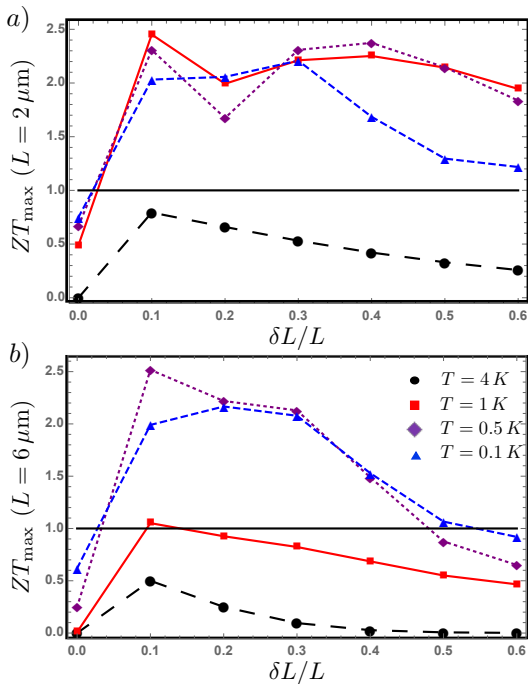 a)
ZT_max (L = 2 μm)
2.5
2.0
1.5
1.0
0.5
0.0
0.0 0.1 0.2 0.3 0.4 0.5 0.6
δL/L
b)
ZT_max (L = 6 μm)
2.5
2.0
1.5
1.0
0.5
0.0
T = 4 K
T = 1 K
T = 0.5 K
T = 0.1 K
0.0 0.1 0.2 0.3 0.4 0.5 0.6
δL/L